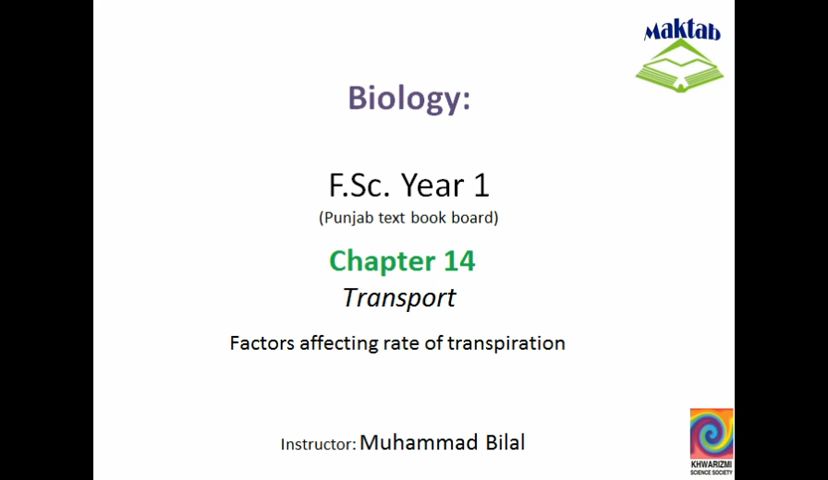 Maktab
Biology:
F.Sc. Year 1
(Punjab text book board)
Chapter 14
Transport
Factors affecting rate of transpiration
Instructor: Muhammad Bilal
KHWARIZMI
SCIENCE SOCIETY